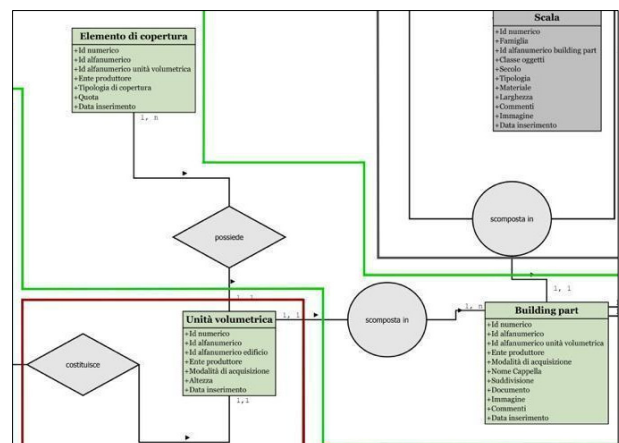 Elemento di copertura
+Id numerico
+Id alfanumerico
+Id alfanumerico unità volumetrica
+Ente produttore
+Tipologia di copertura
+Quota
+Data inserimento
1, n
Scala
+Id numerico
+Famiglia
+Id alfanumerico building part
+Classe oggetti
+Secolo
+Tipologia
+Materiale
+Larghezza
+Commenti
+Immagine
+Data inserimento
possiede
scomposta in
1, 1
1, 1
Unità volumetrica
+Id numerico
+Id alfanumerico
+Id alfanumerico edificio
+Ente produttore
+Modalità di acquisizione
+Altezza
+Data inserimento
1, 1
scomposta in
1, n
Building part
+Id numerico
+Id alfanumerico
+Id alfanumerico unità volumetrica
+Ente produttore
+Modalità di acquisizione
+Nome Cappella
+Suddivisione
+Documento
+Immagine
+Commenti
+Data inserimento
costituisce
1,1